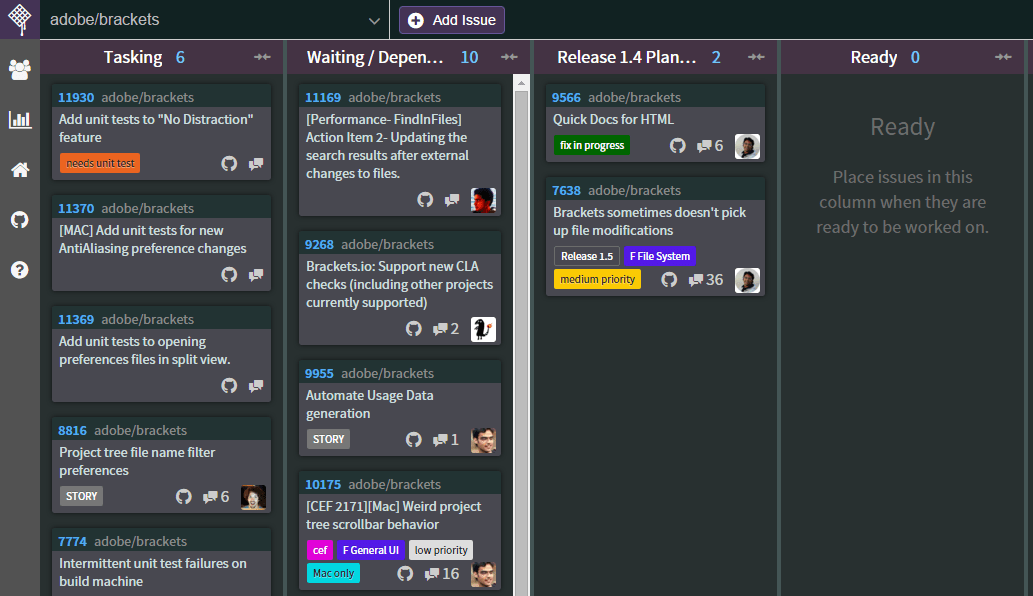 adobe/brackets
Add Issue
Tasking 6
11930 adobe/brackets
Add unit tests to "No Distraction"
feature
needs unit test
11370 adobe/brackets
[MAC] Add unit tests for new
AntiAliasing preference changes
11369 adobe/brackets
Add unit tests to opening
preferences files in split view.
8816 adobe/brackets
Project tree file name filter
preferences
STORY
6
7774 adobe/brackets
Intermittent unit test failures on
build machine
Waiting / Depen... 10
11169 adobe/brackets
[Performance- FindInFiles]
Action Item 2- Updating the
search results after external
changes to files.
9268 adobe/brackets
Brackets.io: Support new CLA
checks (including other projects
currently supported)
2
9955 adobe/brackets
Automate Usage Data
generation
STORY
1
10175 adobe/brackets
[CEF 2171][Mac] Weird project
tree scrollbar behavior
cef F General UI low priority
Mac only
16
Release 1.4 Plan... 2
9566 adobe/brackets
Quick Docs for HTML
fix in progress
6
7638 adobe/brackets
Brackets sometimes doesn't pick
up file modifications
Release 1.5 F File System
medium priority
36
Ready 0
Ready
Place issues in this
column when they are
ready to be worked on.